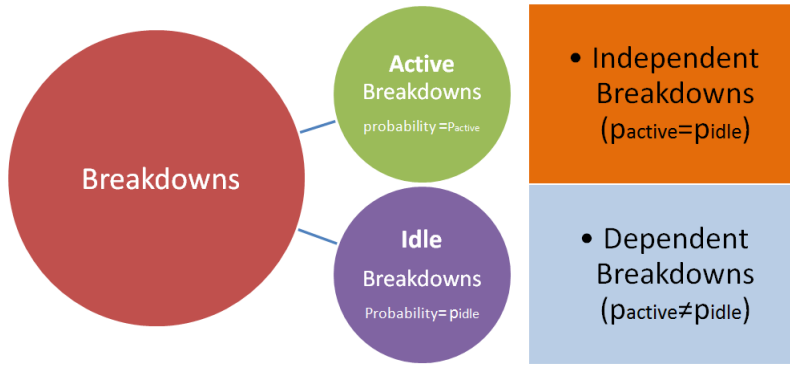 Breakdowns
Active
Breakdowns
probability =Pactive
Idle
Breakdowns
Probability= pidle
• Independent
Breakdowns
(pactive=pidle)
• Dependent
Breakdowns
(pactive≠pidle)